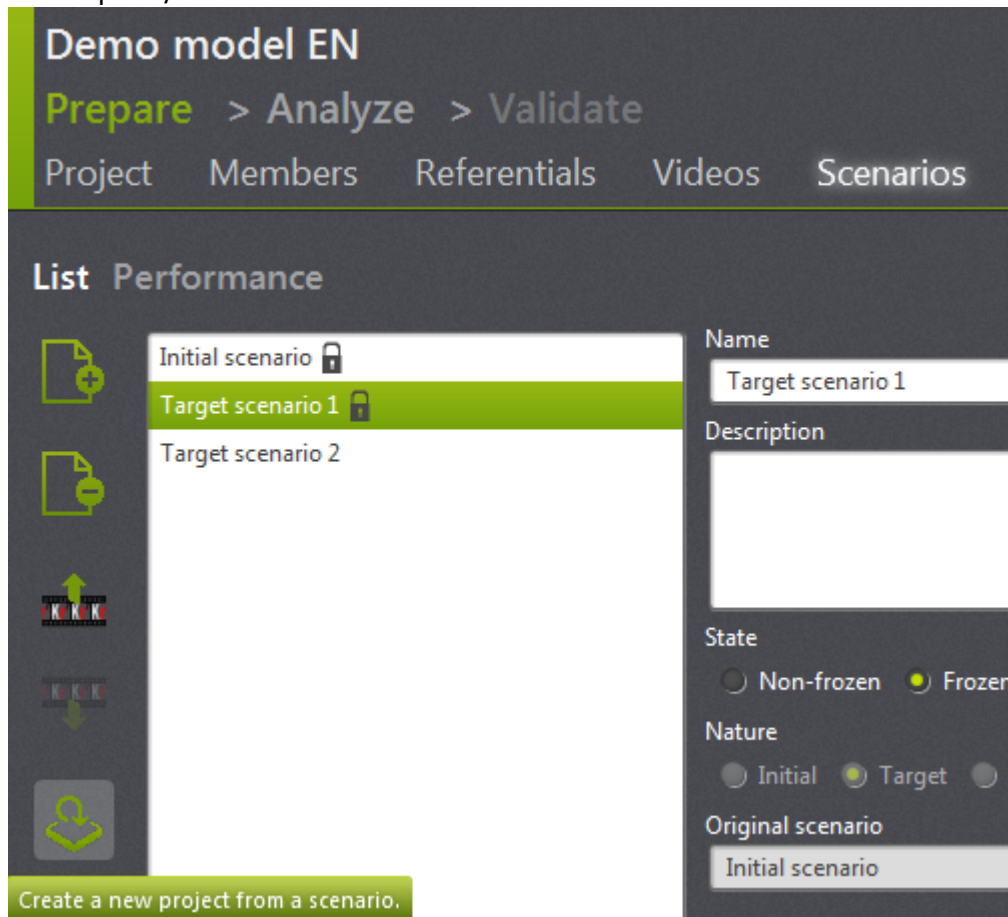 Demo model EN
Prepare > Analyze > Validate
Project Members Referentials Videos Scenarios
List Performance
Initial scenario
Target scenario 1
Target scenario 2
Name
Target scenario 1
Description
State
Non-frozen Frozen
Nature
Initial Target
Original scenario
Initial scenario
Create a new project from a scenario.